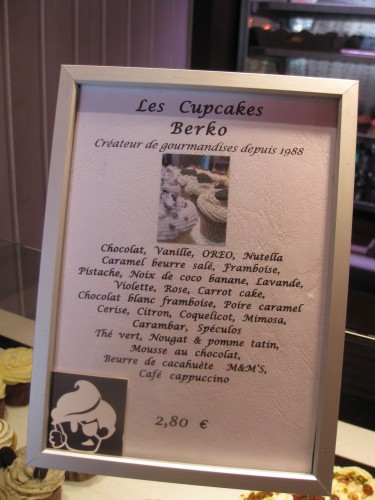 Les Cupcakes
Berko
Créateur de gourmandises depuis 1988
Chocolat, Vanille, OREO, Nutella
Caramel beurre salé, Framboise,
Pistache, Noix de coco banane, Lavande,
Violette, Rose, Carrot cake,
Chocolat blanc framboise, Poire caramel
Cerise, Citron, Coquelicot, Mimosa,
Carambar, Spéculos
Thé vert, Nougat & pomme tatin,
Mousse au chocolat,
Beurre de cacahuète M&M'S,
Café cappuccino
2,80 €